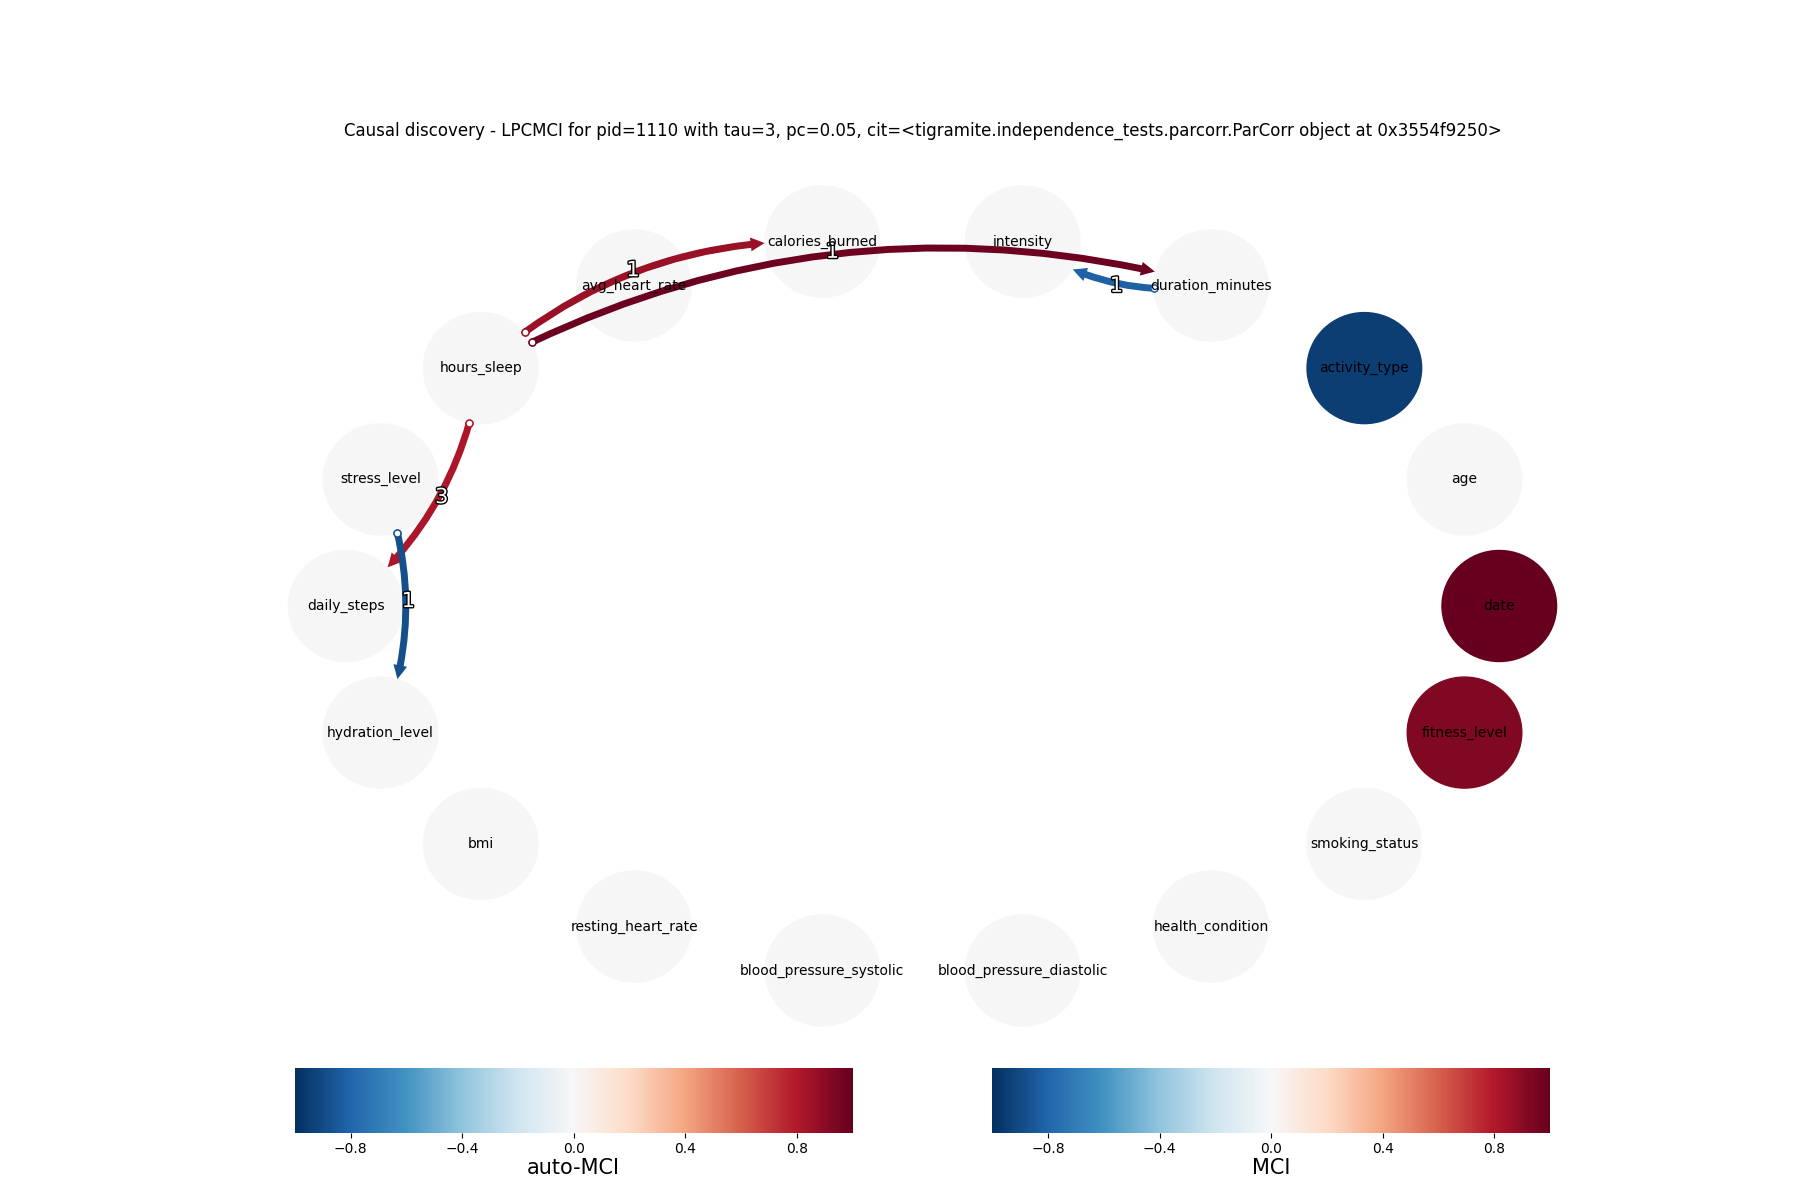 Causal discovery - LPCMCI for pid=1110 with tau=3, pc=0.05, cit=<tigramite.independence_tests.parcorr.ParCorr object at 0x3554f9250>
calories_burned
intensity
1
1
avg_heart_rate
1
duration_minutes
hours_sleep
activity_type
stress_level
age
3
1
daily_steps
date
hydration_level
fitness_level
bmi
smoking_status
resting_heart_rate
health_condition
blood_pressure_systolic
blood_pressure_diastolic
−0.8 −0.4 0.0 0.4 0.8
auto-MCI
−0.8 −0.4 0.0 0.4 0.8
MCI